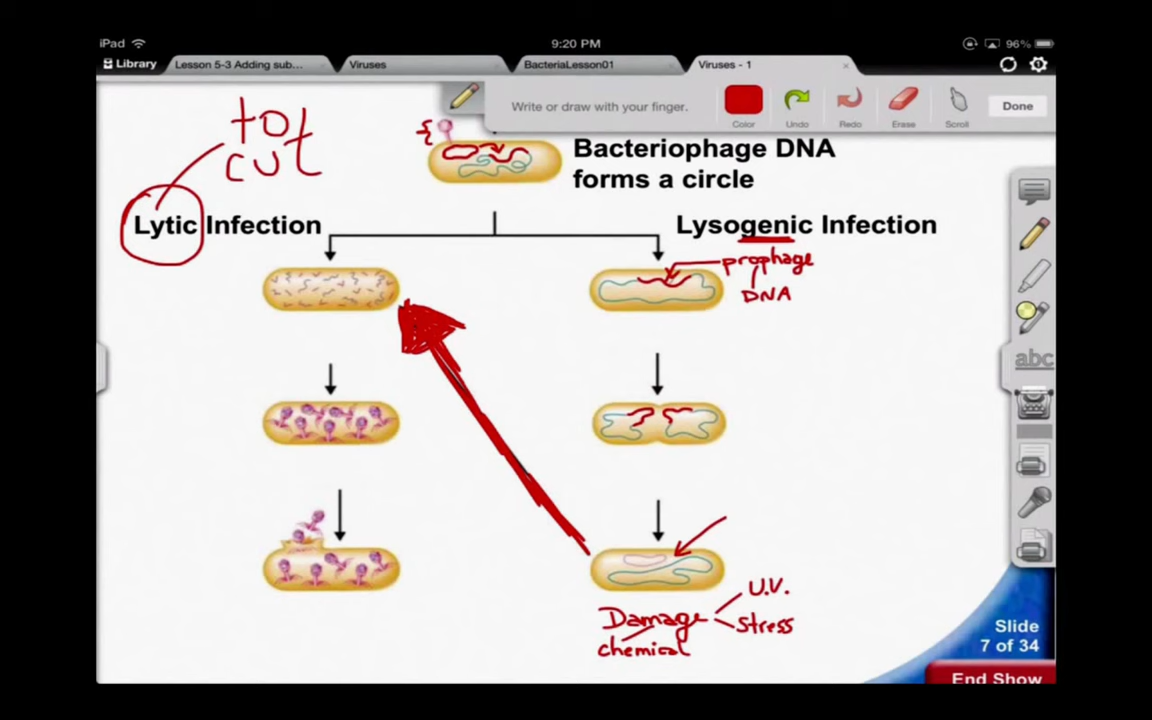 iPad
9:20 PM
96%
Library
Lesson 5-3 Adding sub...
Viruses
BacteriaLesson01
Viruses - 1
Write or draw with your finger.
Color
Undo
Redo
Erase
Scroll
Done
to
cut
Bacteriophage DNA
forms a circle
Lytic Infection
Lysogenic Infection
prophage
DNA
abc
U.V.
Damage
stress
chemical
Slide
7 of 34
End Show